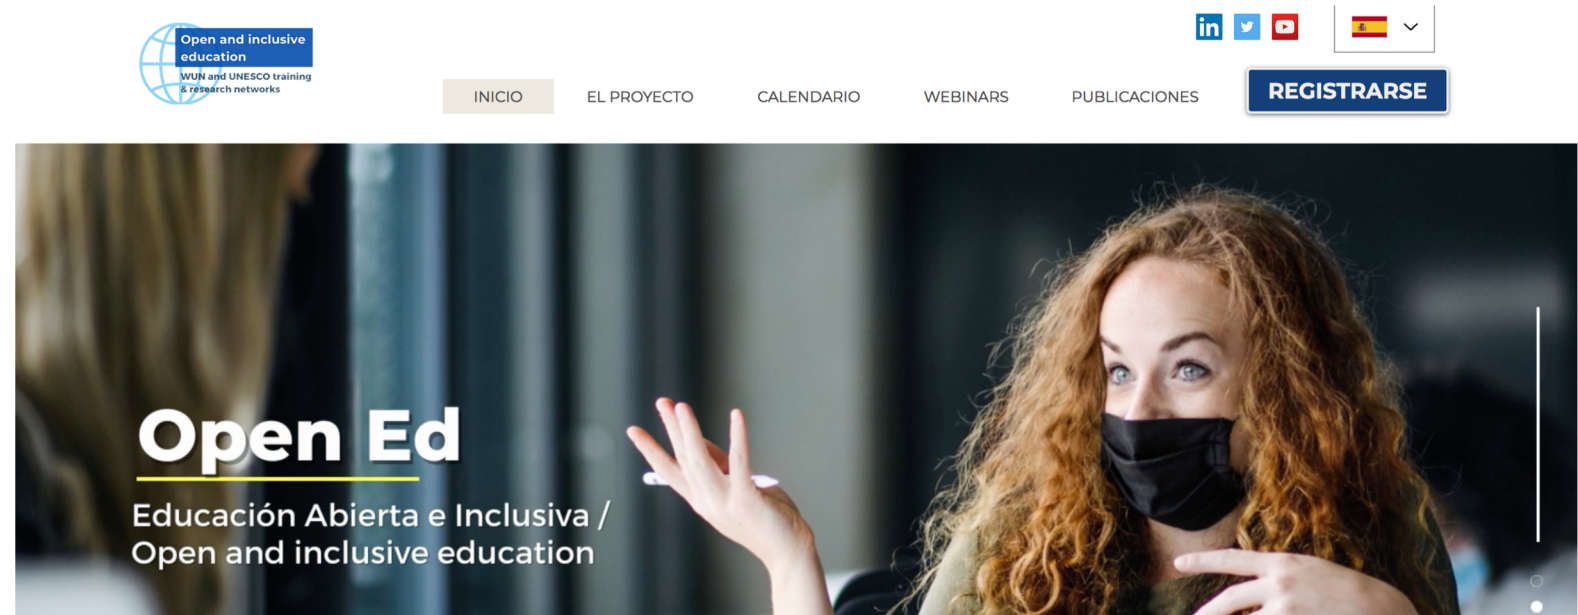 Open and inclusive
education
WUN and UNESCO training
& research networks
in
INICIO
EL PROYECTO
CALENDARIO
WEBINARS
PUBLICACIONES
REGISTRARSE
Open Ed
Educación Abierta e Inclusiva /
Open and inclusive education